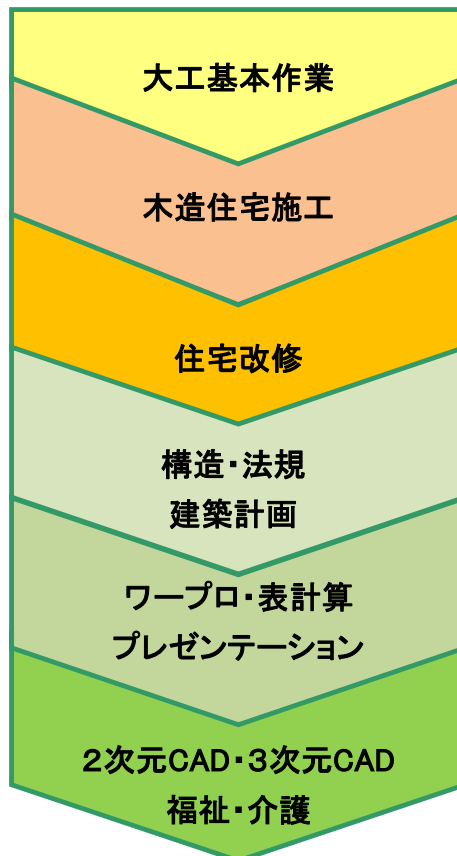 大工基本作業
木造住宅施工
住宅改修
構造・法規
建築計画
ワープロ・表計算
プレゼンテーション
２次元CAD・３次元CAD
福祉・介護